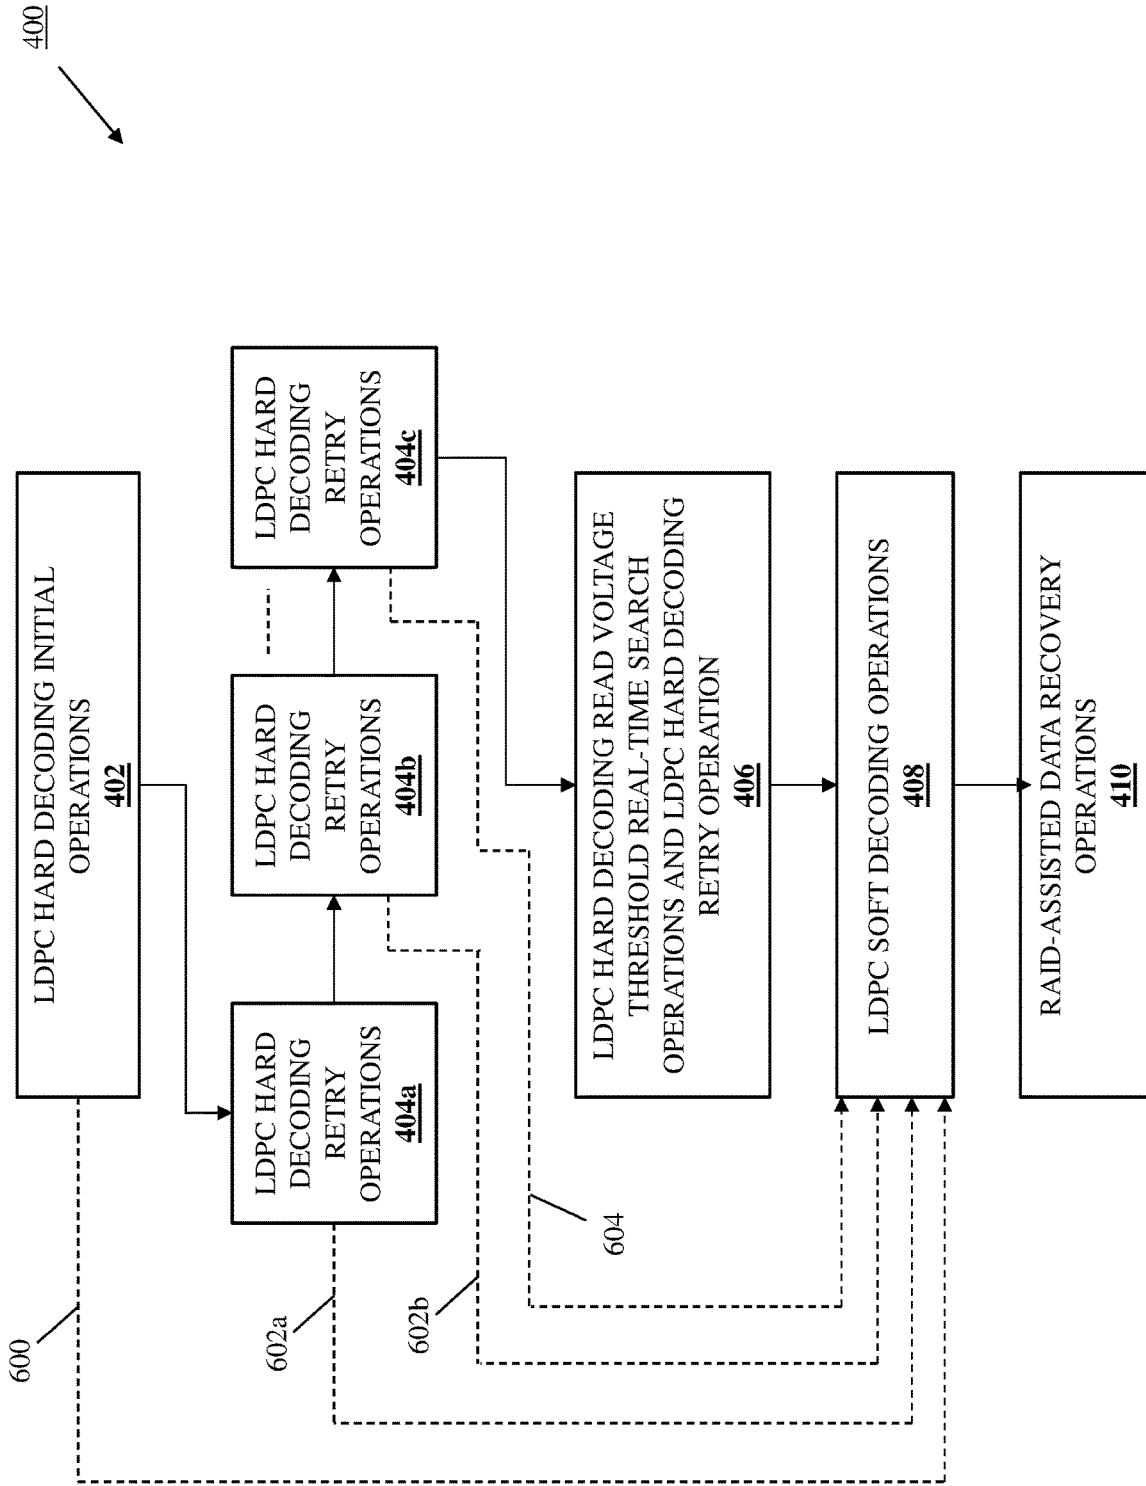 400
LDPC HARD DECODING INITIAL
OPERATIONS
402
LDPC HARD
DECODING
RETRY
OPERATIONS
404a
LDPC HARD
DECODING
RETRY
OPERATIONS
404b
LDPC HARD
DECODING
RETRY
OPERATIONS
404c
LDPC HARD DECODING READ VOLTAGE
THRESHOLD REAL-TIME SEARCH
OPERATIONS AND LDPC HARD DECODING
RETRY OPERATION
406
LDPC SOFT DECODING OPERATIONS
408
RAID-ASSISTED DATA RECOVERY
OPERATIONS
410
600
602a
602b
604